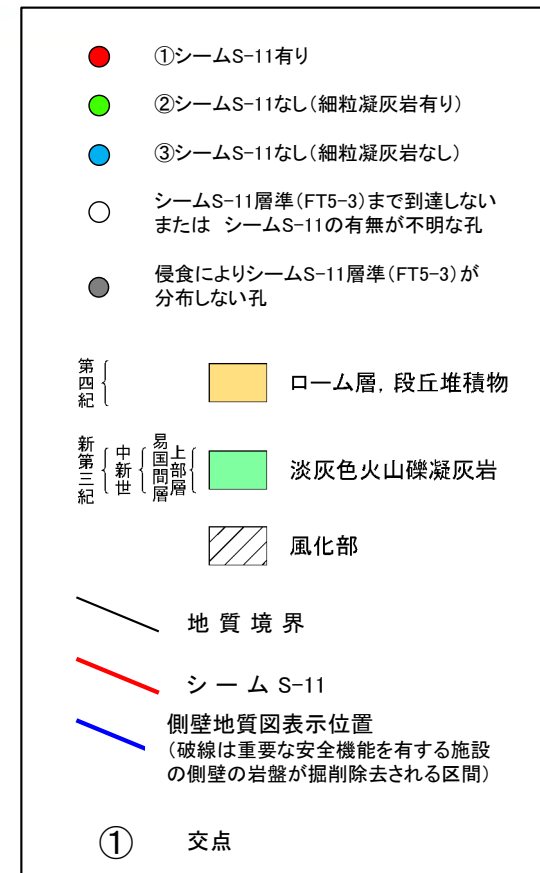 ①シームS-11有り
②シームS-11なし（細粒凝灰岩有り）
③シームS-11なし（細粒凝灰岩なし）
シームS-11層準（FT5-3）まで到達しない
または シームS-11の有無が不明な孔
侵食によりシームS-11層準（FT5-3）が
分布しない孔
第四紀
ローム層，段丘堆積物
新第三紀
中新世
易国間層
上部層
淡灰色火山礫凝灰岩
風化部
地質境界
シームS-11
側壁地質図表示位置
（破線は重要な安全機能を有する施設
の側壁の岩盤が掘削除去される区間）
① 交点